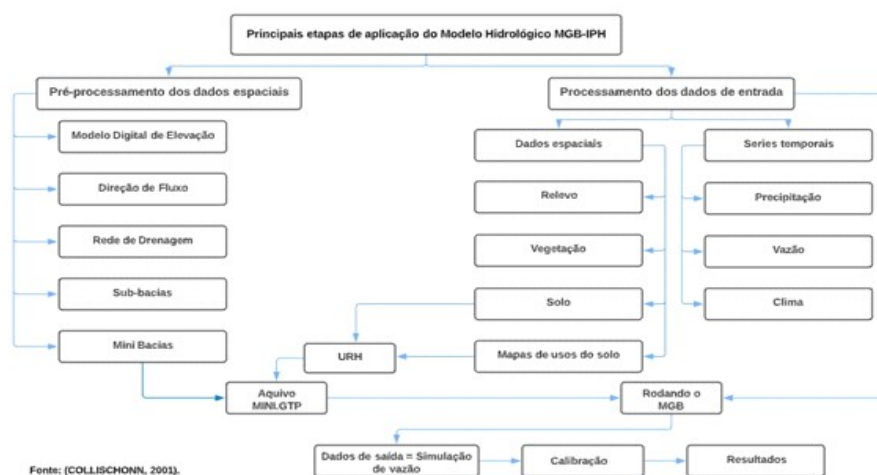 Principais etapas de aplicação do Modelo Hidrológico MGB-IPH
Pré-processamento dos dados espaciais
Processamento dos dados de entrada
Modelo Digital de Elevação
Dados espaciais
Series temporais
Direção de Fluxo
Relevo
Precipitação
Rede de Drenagem
Vegetação
Vazão
Sub-bacias
Solo
Clima
Mini Bacias
URH
Mapas de usos do solo
Aquivo
MINI.GTP
Rodando o
MGB
Dados de saída = Simulação
de vazão
Calibração
Resultados
Fonte: (COLLISCHONN, 2001).